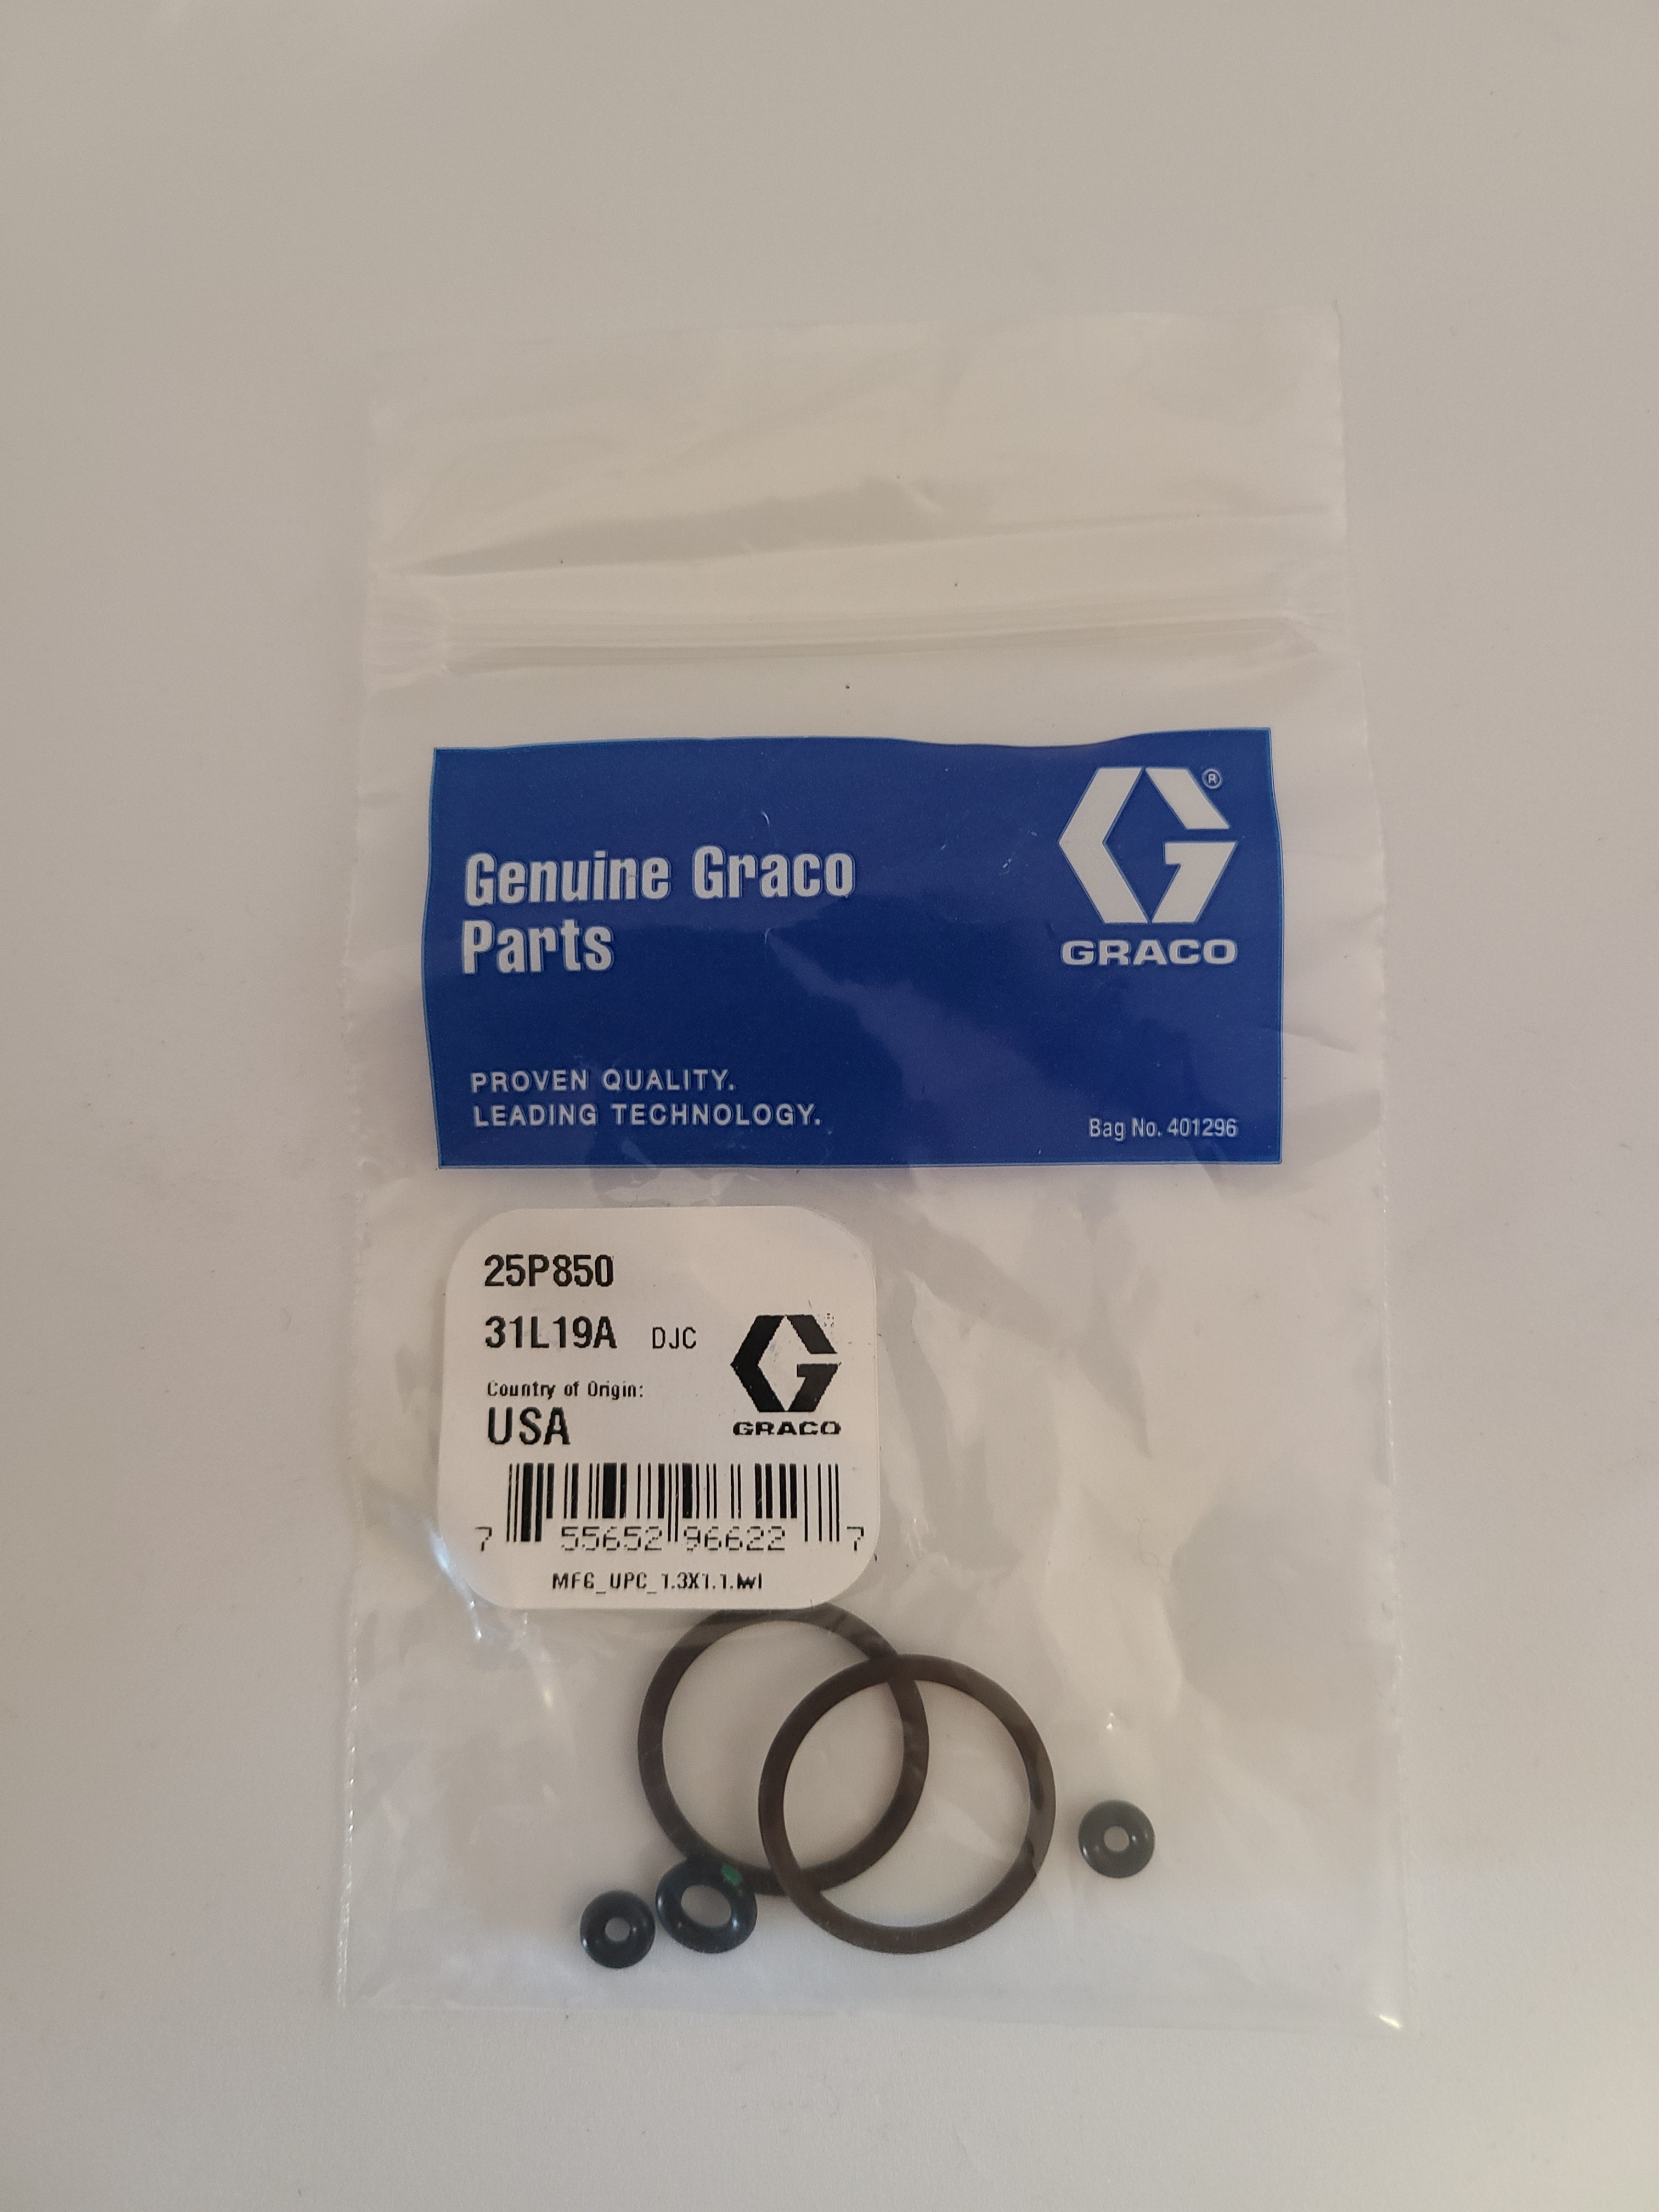 ®
GRACO
Genuine Graco
Parts
PROVEN QUALITY.
LEADING TECHNOLOGY.
Bag No. 401296
25P850
31L19A DJC
Country of Origin:
USA
GRACO
7 55652 96622 7
MFG_UPC_1.3X1.1.lwl